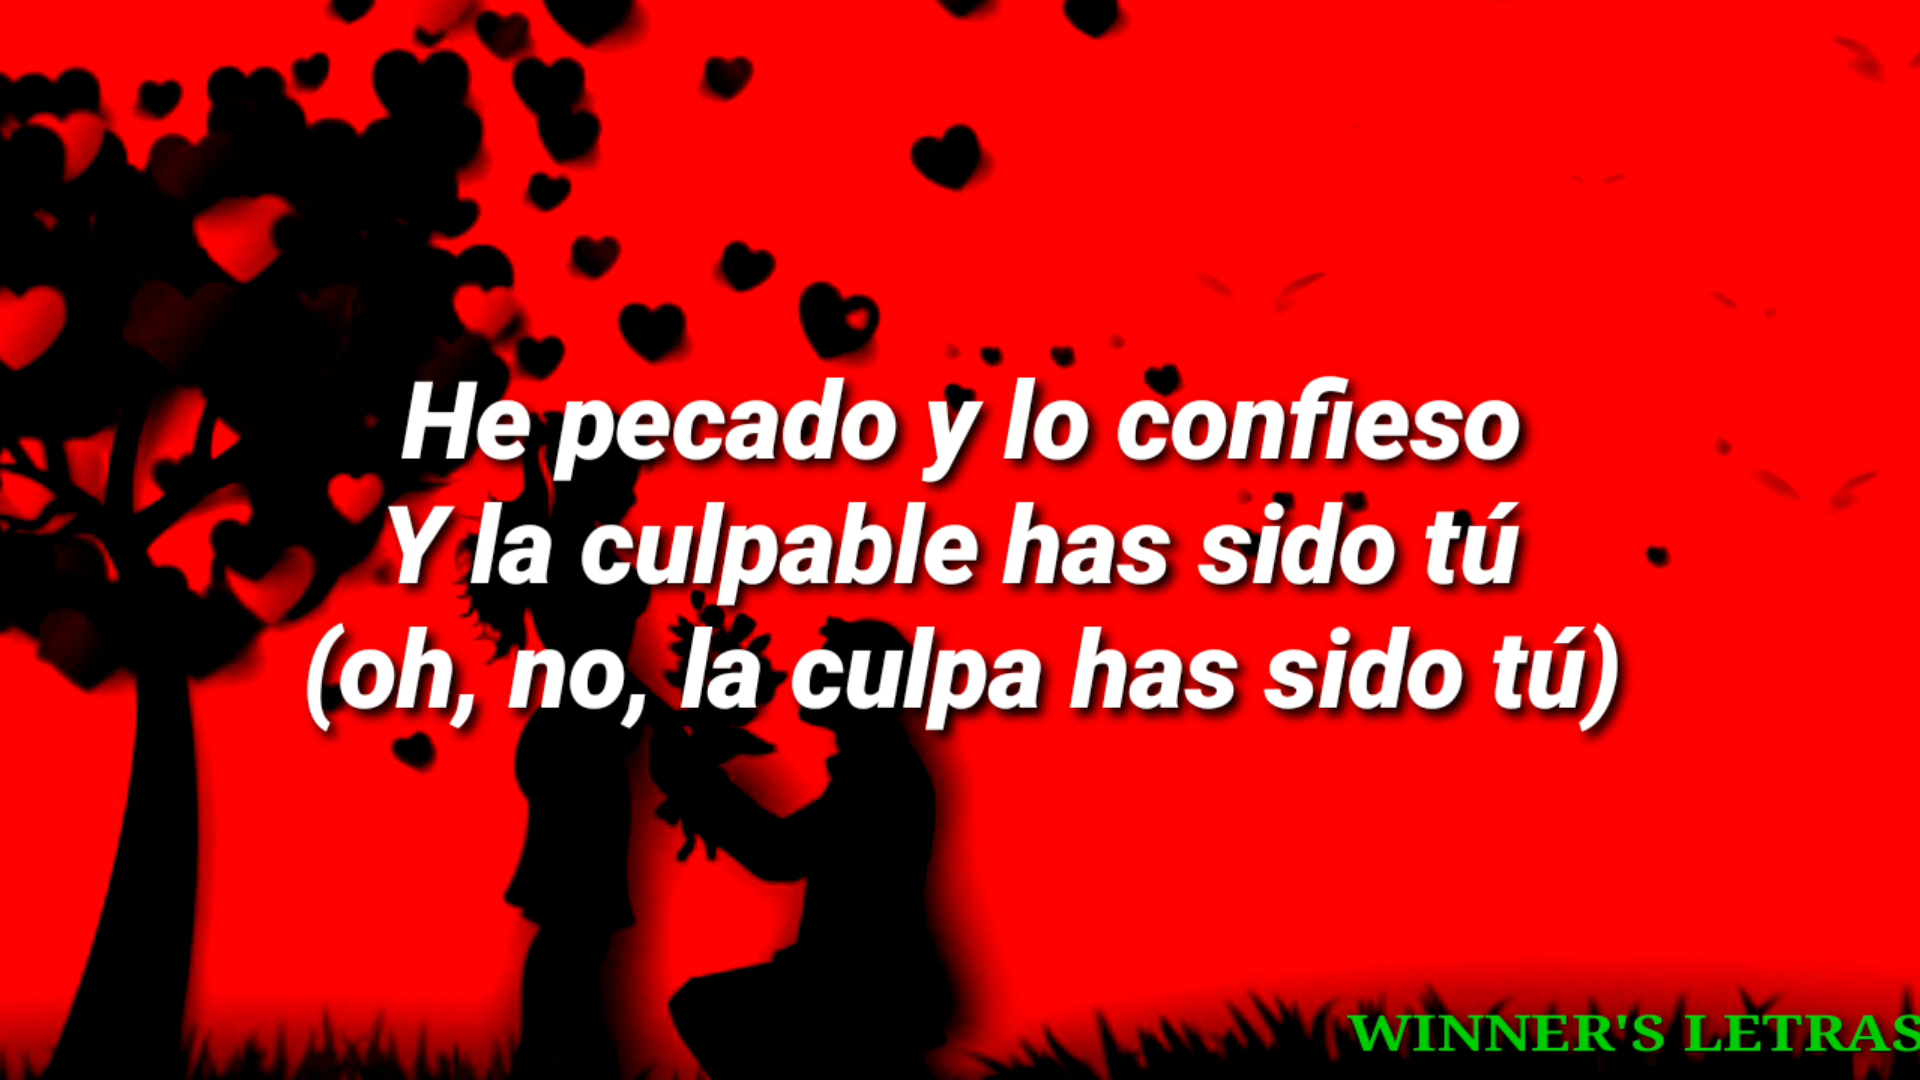 He pecado y lo confieso
Y la culpable has sido tú
(oh, no, la culpa has sido tú)
WINNER'S LETRAS